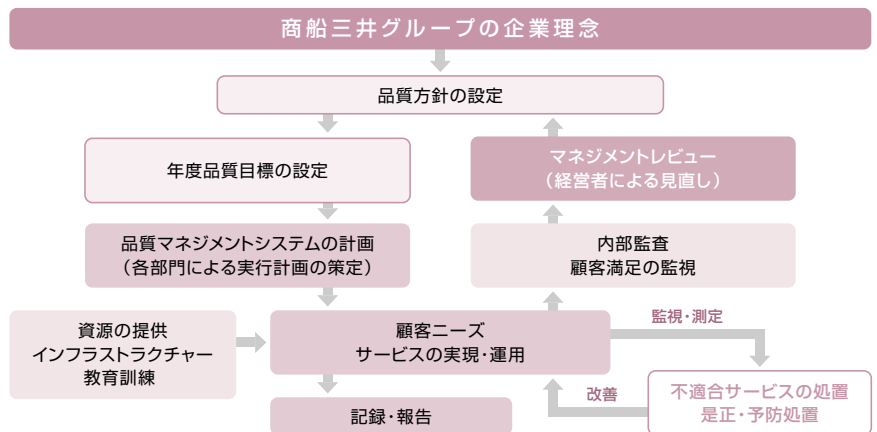 商船三井グループの企業理念
品質方針の設定
年度品質目標の設定
マネジメントレビュー
（経営者による見直し）
品質マネジメントシステムの計画
（各部門による実行計画の策定）
内部監査
顧客満足の監視
資源の提供
インフラストラクチャー
教育訓練
顧客ニーズ
サービスの実現・運用
監視・測定
改善
不適合サービスの処置
是正・予防処置
記録・報告